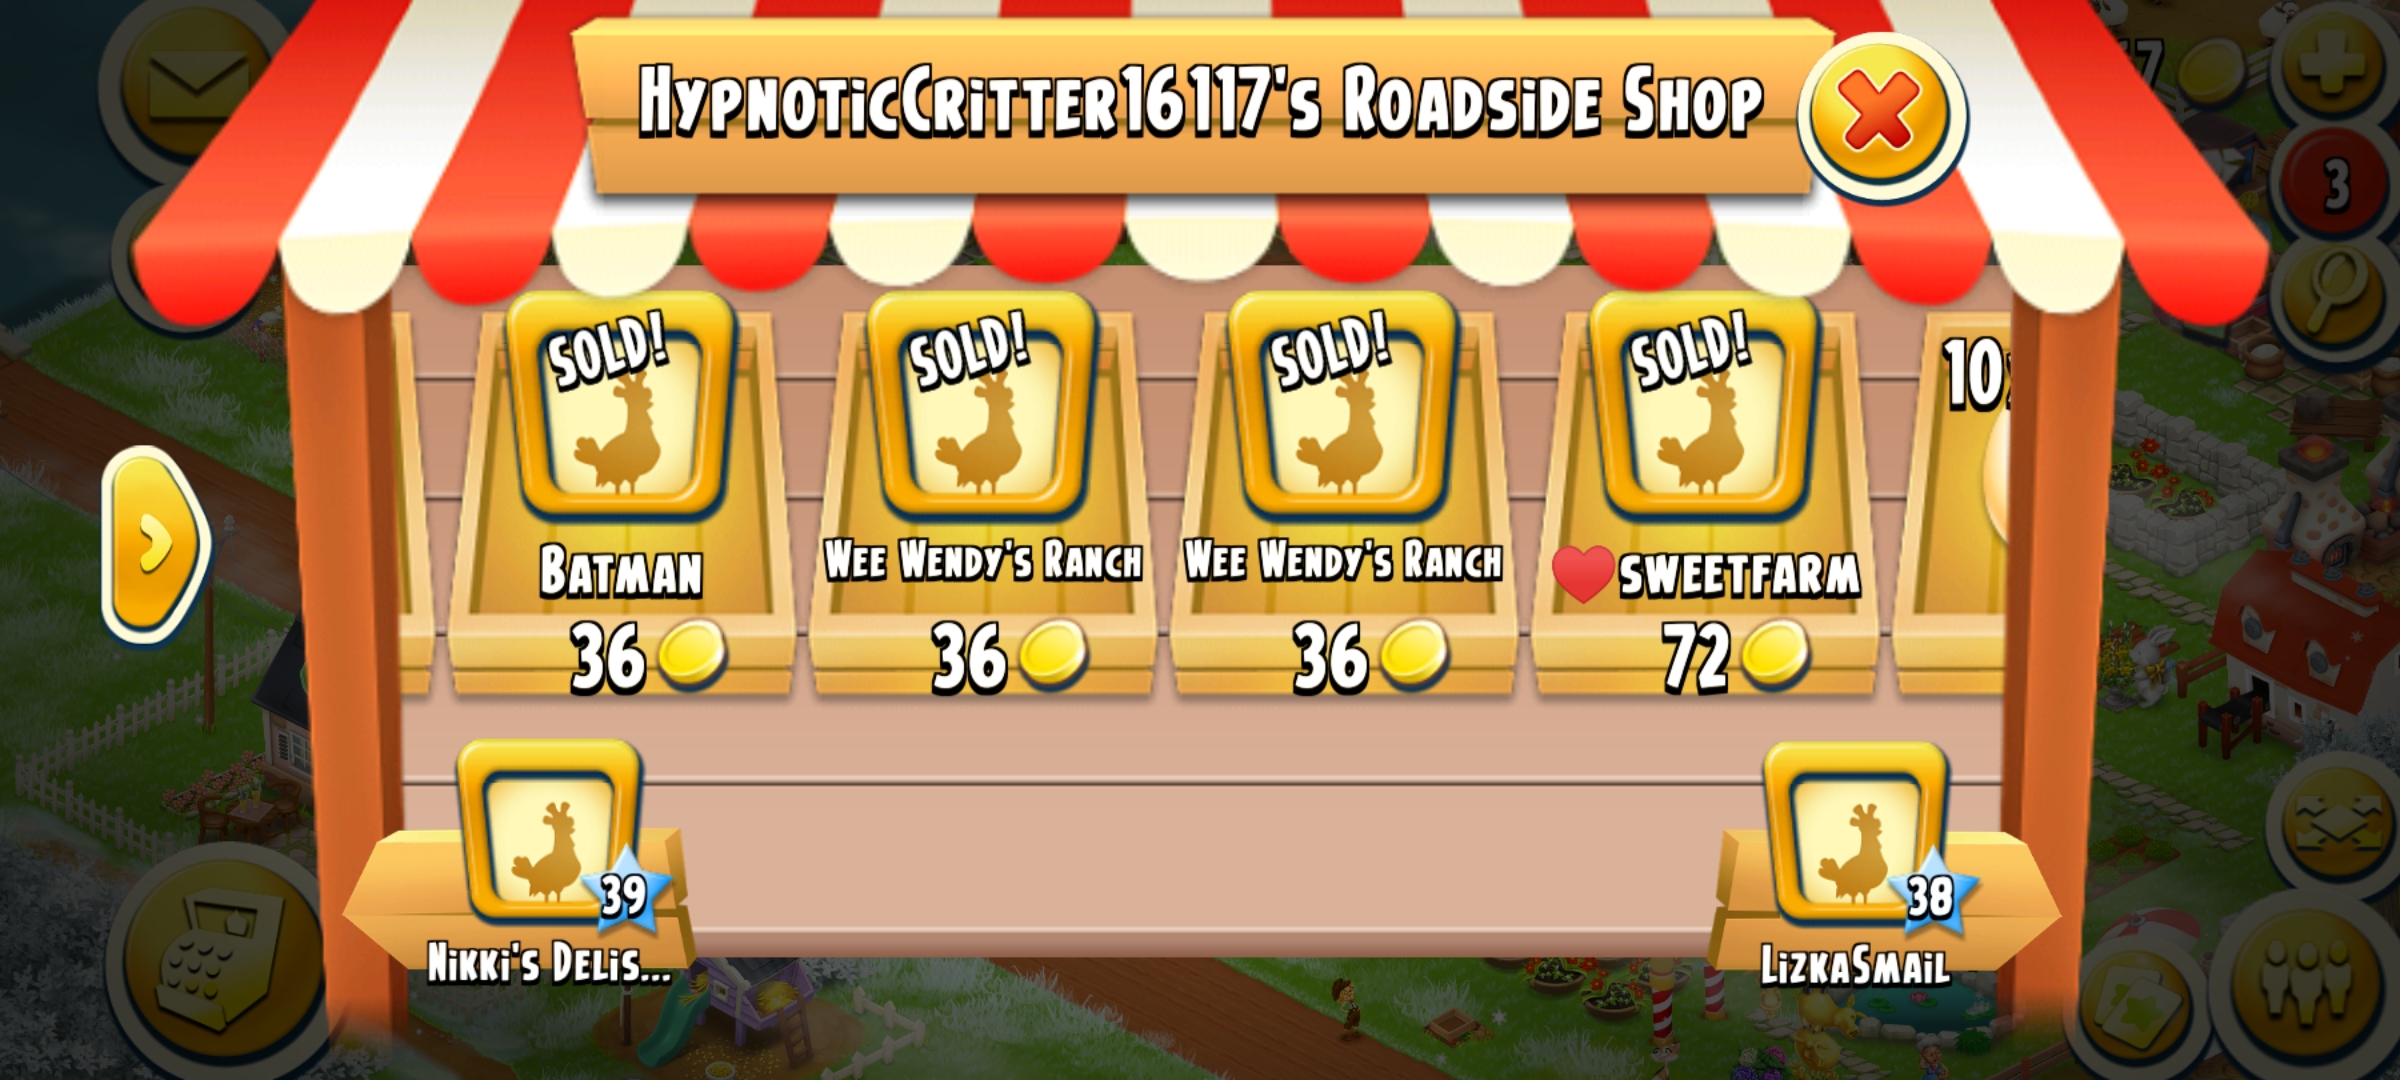 HypnoticCritter16117's Roadside Shop
3
SOLD!
SOLD!
SOLD!
SOLD!
10
Batman
Wee Wendy's Ranch
Wee Wendy's Ranch
❤️SWEETFARM
36
36
36
72
39
Nikki's Delis...
38
LizkaSmail